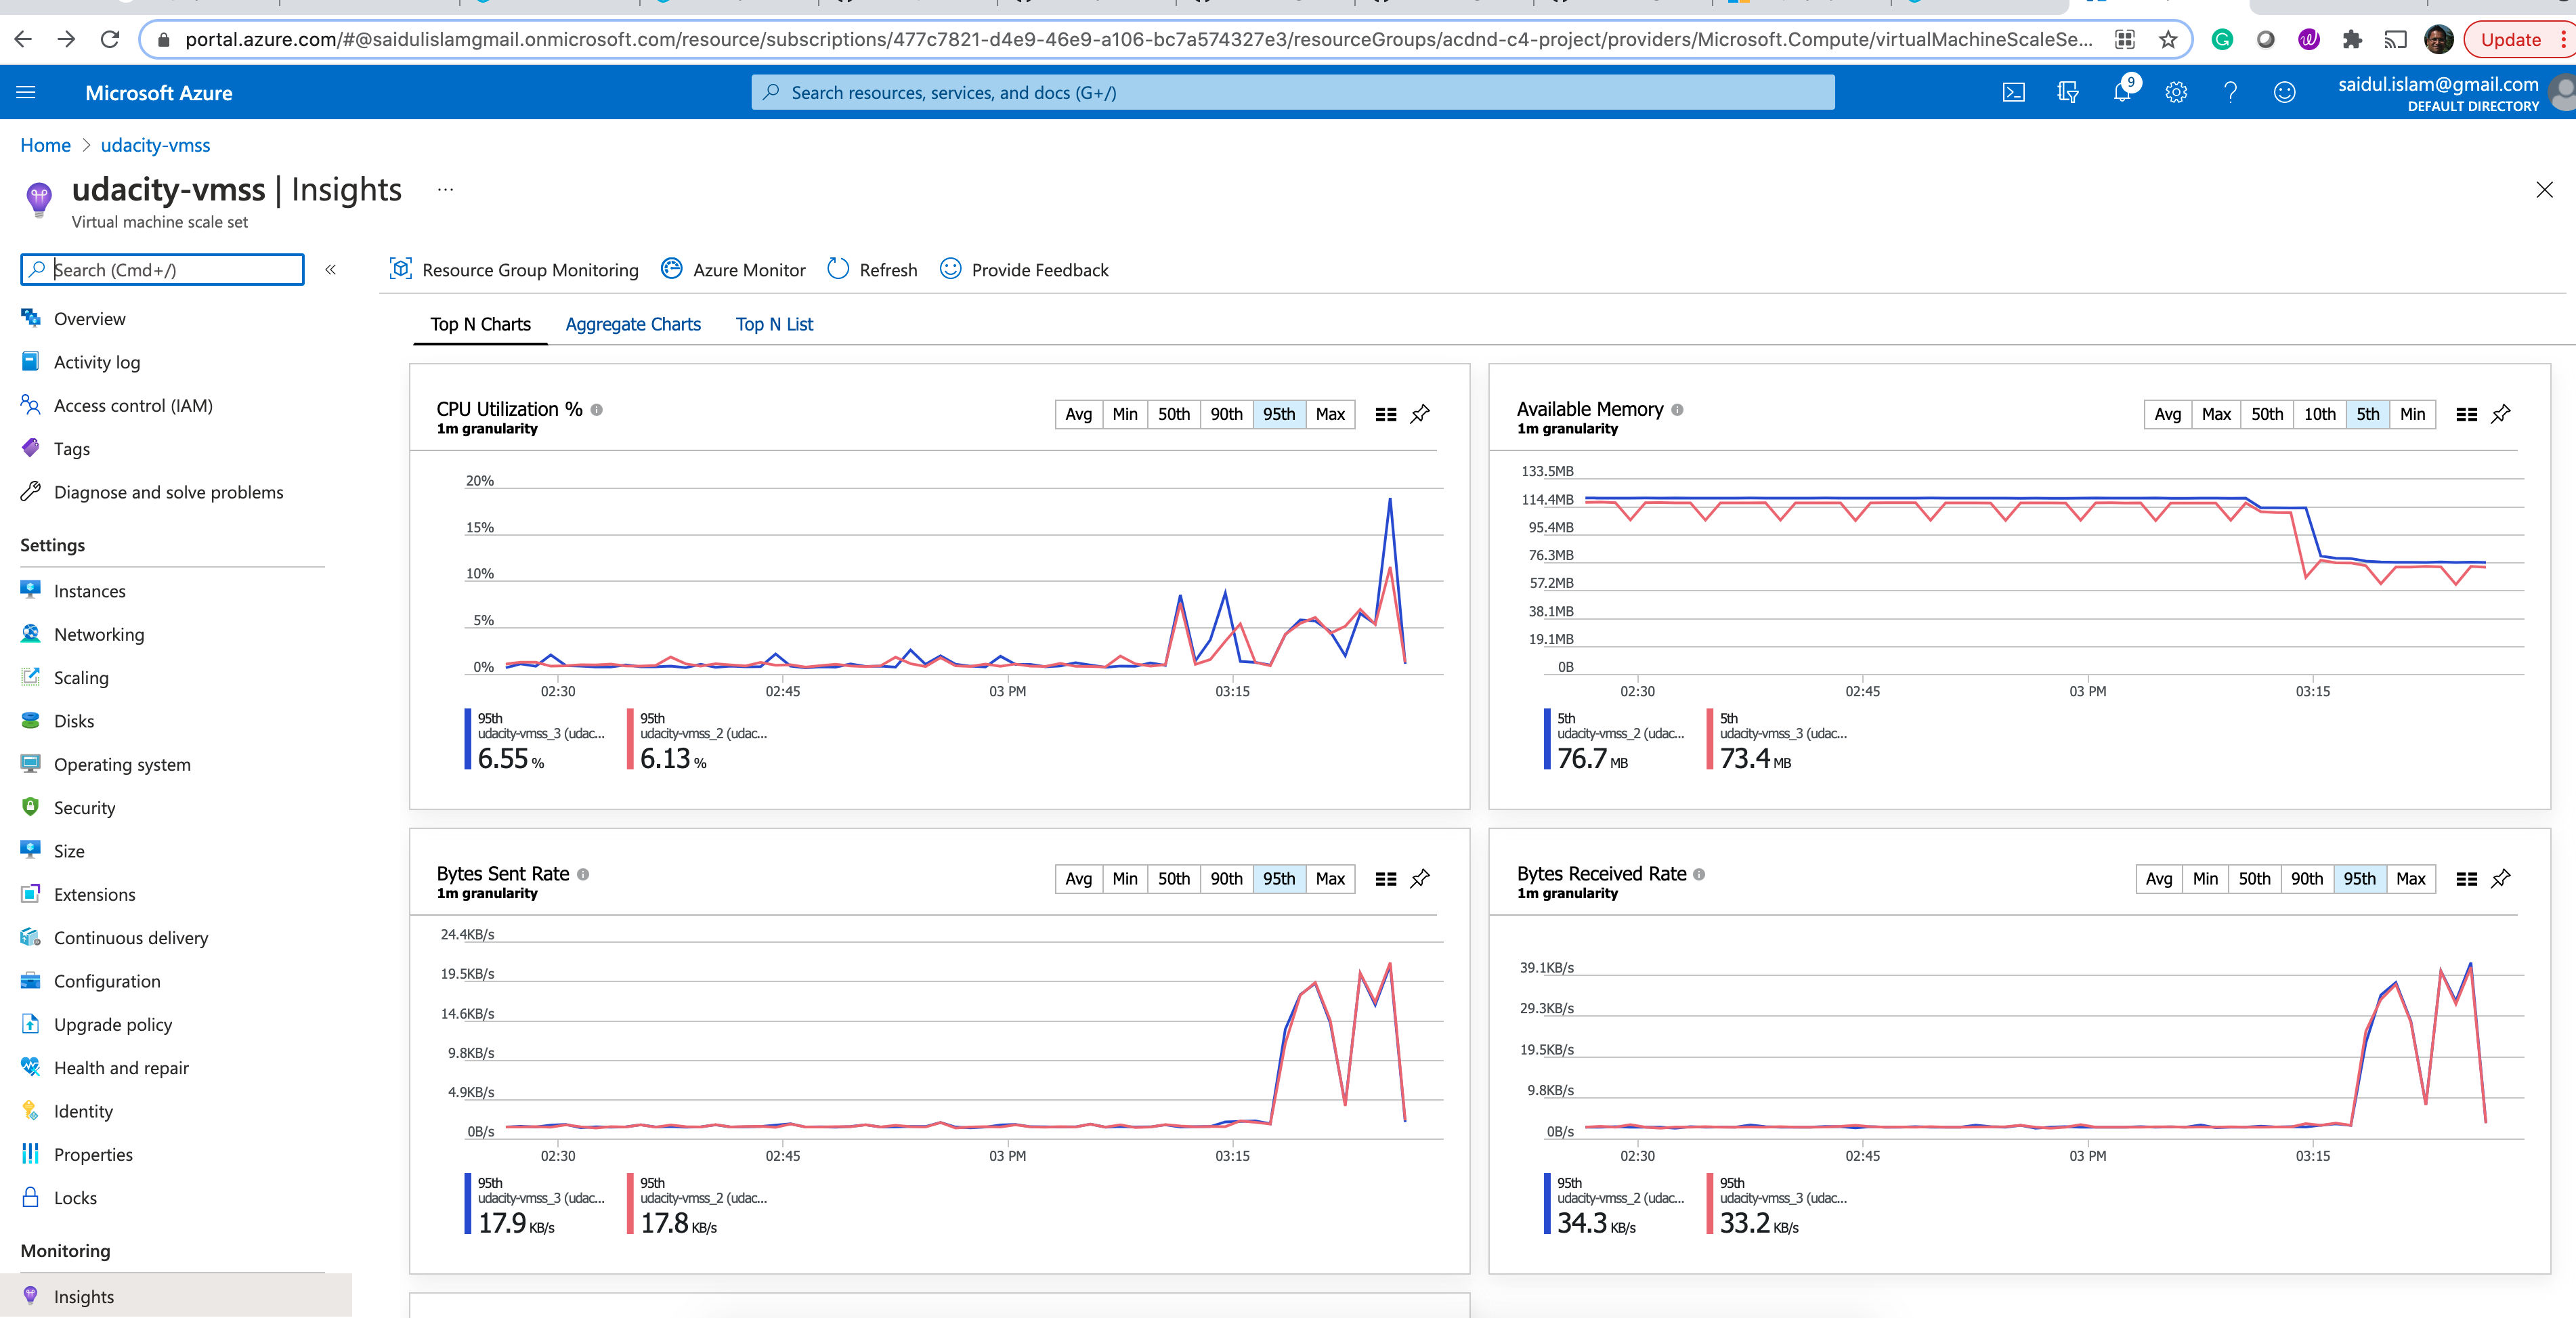 portal.azure.com/#@saidulislamgmail.onmicrosoft.com/resource/subscriptions/477c7821-d4e9-46e9-a106-bc7a574327e3/resourceGroups/acdnd-c4-project/providers/Microsoft.Compute/virtualMachineScaleSe...
Update
Microsoft Azure
Search resources, services, and docs (G+/)
9
saidul.islam@gmail.com
DEFAULT DIRECTORY
Home > udacity-vmss
udacity-vmss | Insights ...
Virtual machine scale set
Search (Cmd+/)
«
Overview
Activity log
Access control (IAM)
Tags
Diagnose and solve problems
Settings
Instances
Networking
Scaling
Disks
Operating system
Security
Size
Extensions
Continuous delivery
Configuration
Upgrade policy
Health and repair
Identity
Properties
Locks
Monitoring
Insights
Resource Group Monitoring Azure Monitor Refresh Provide Feedback
Top N Charts Aggregate Charts Top N List
CPU Utilization %
1m granularity
Avg Min 50th 90th 95th Max
20%
15%
10%
5%
0%
02:30 02:45 03 PM 03:15
95th
udacity-vmss_3 (udac...
6.55 %
95th
udacity-vmss_2 (udac...
6.13 %
Available Memory
1m granularity
Avg Max 50th 10th 5th Min
133.5MB
114.4MB
95.4MB
76.3MB
57.2MB
38.1MB
19.1MB
0B
02:30 02:45 03 PM 03:15
5th
udacity-vmss_2 (udac...
76.7 MB
5th
udacity-vmss_3 (udac...
73.4 MB
Bytes Sent Rate
1m granularity
Avg Min 50th 90th 95th Max
24.4KB/s
19.5KB/s
14.6KB/s
9.8KB/s
4.9KB/s
0B/s
02:30 02:45 03 PM 03:15
95th
udacity-vmss_3 (udac...
17.9 KB/s
95th
udacity-vmss_2 (udac...
17.8 KB/s
Bytes Received Rate
1m granularity
Avg Min 50th 90th 95th Max
39.1KB/s
29.3KB/s
19.5KB/s
9.8KB/s
0B/s
02:30 02:45 03 PM 03:15
95th
udacity-vmss_2 (udac...
34.3 KB/s
95th
udacity-vmss_3 (udac...
33.2 KB/s